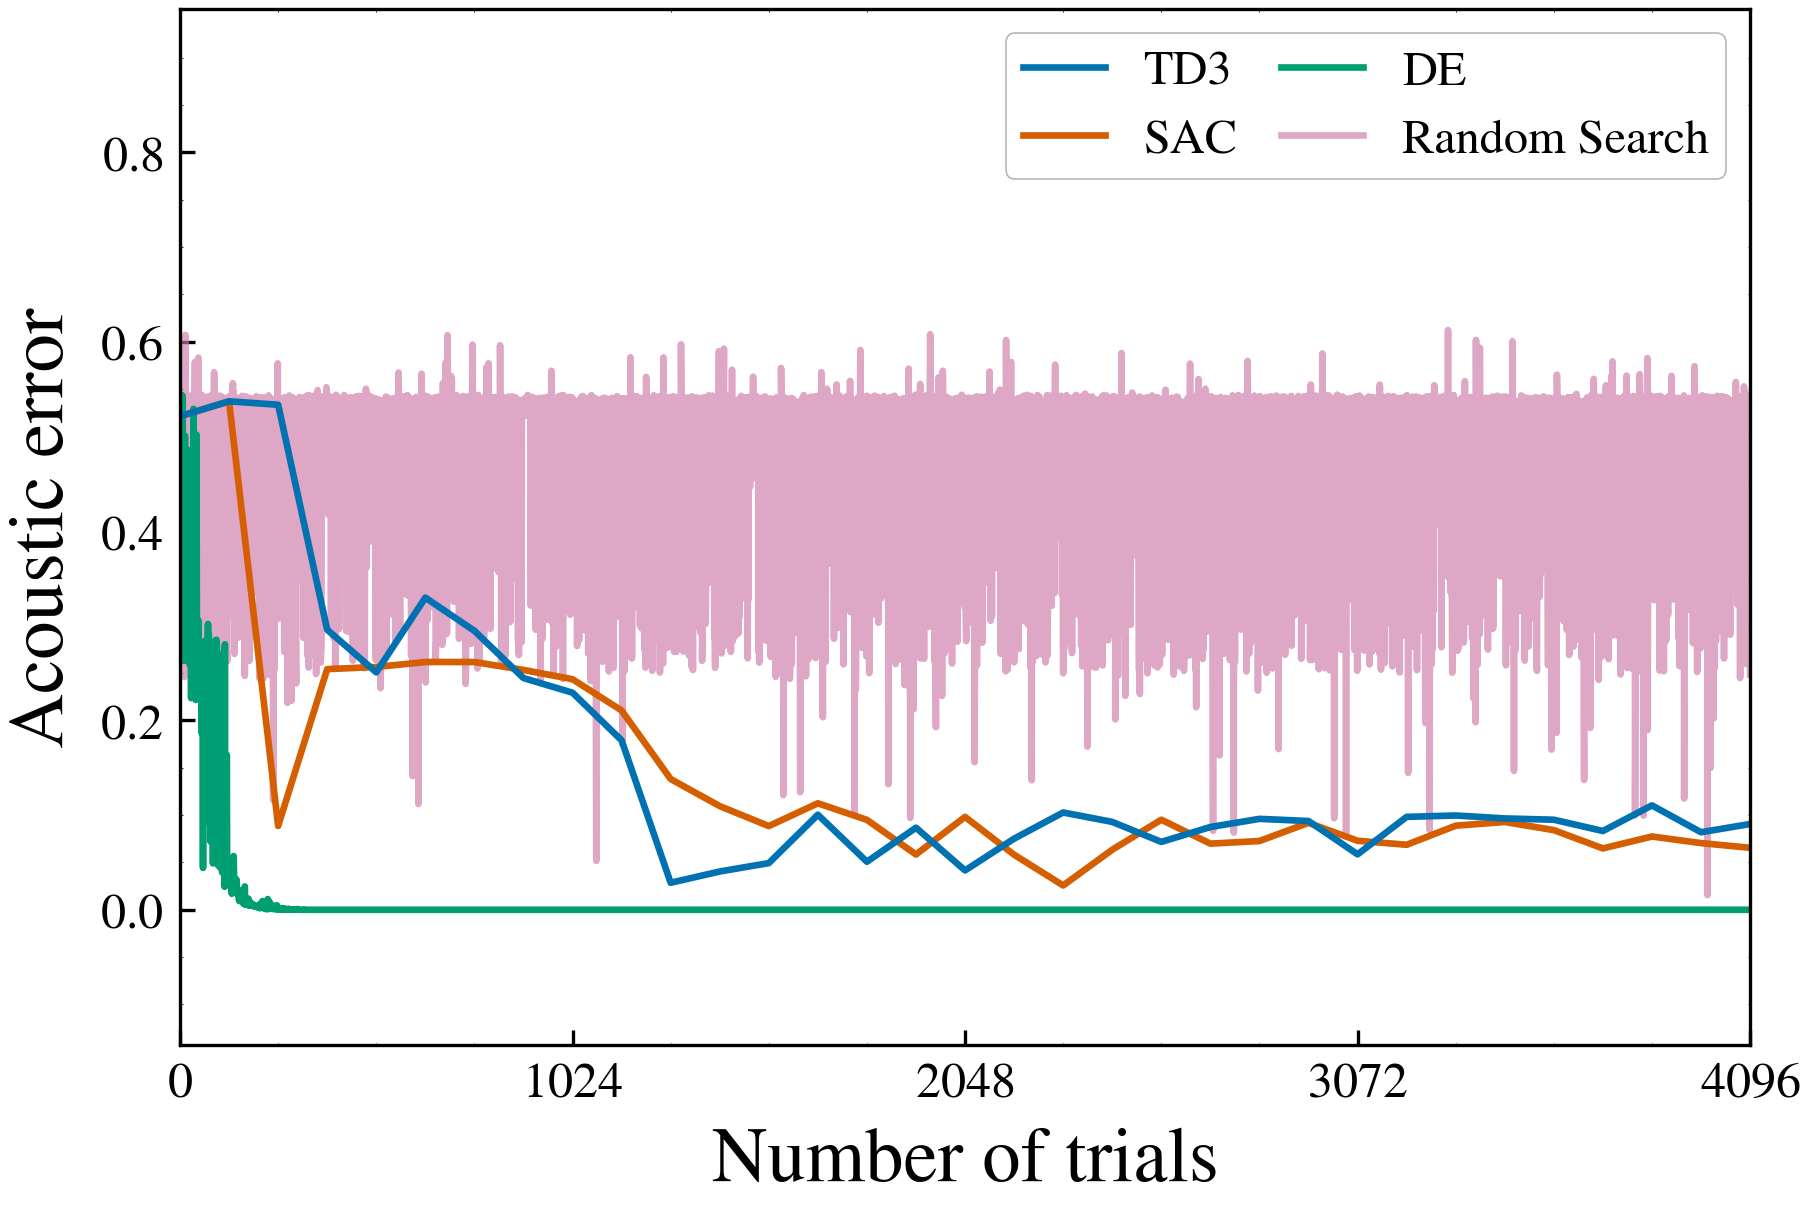 TD3 DE
SAC Random Search
0.8
0.6
0.4
0.2
0.0
Acoustic error
0 1024 2048 3072 4096
Number of trials